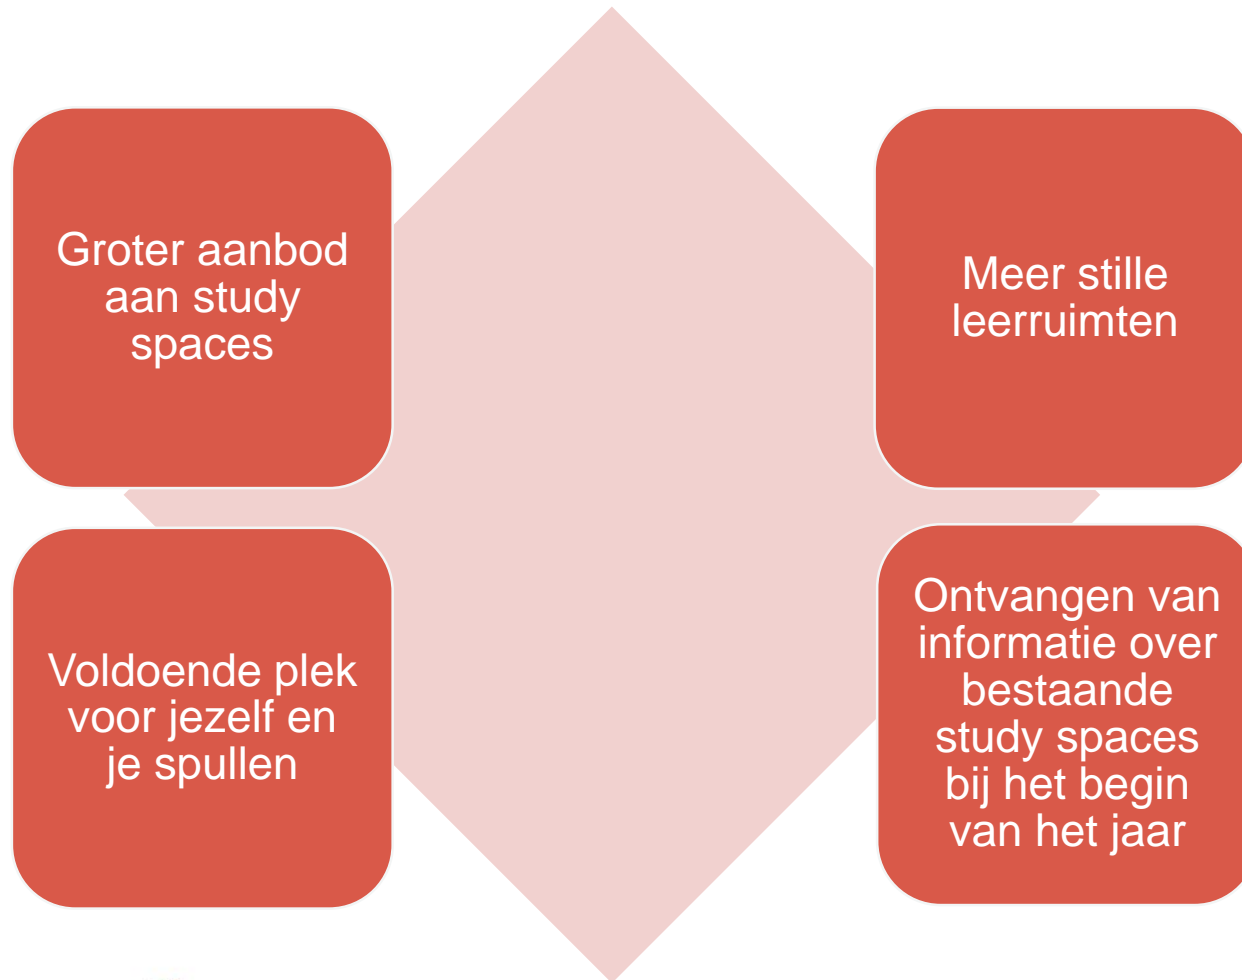 Groter aanbod
aan study
spaces
Meer stille
leerruimten
Voldoende plek
voor jezelf en
je spullen
Ontvangen van
informatie over
bestaande
study spaces
bij het begin
van het jaar